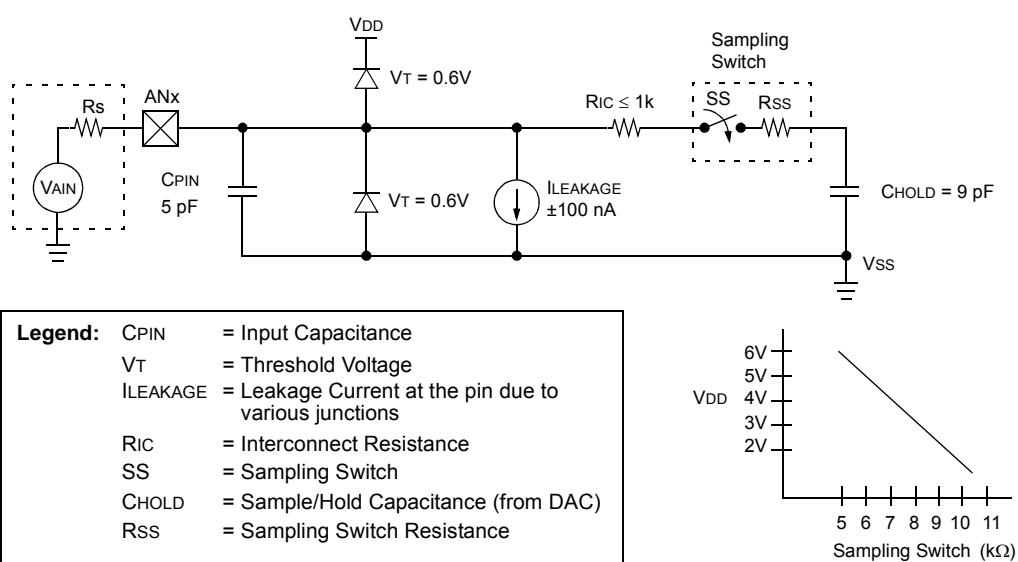 VDD
Sampling
Switch
VT = 0.6V
ANx
Rs
RIC ≤ 1k
SS
RSS
VAIN
CPIN
5 pF
VT = 0.6V
ILEAKAGE
±100 nA
CHOLD = 9 pF
VSS
Legend: CPIN = Input Capacitance
VT = Threshold Voltage
ILEAKAGE = Leakage Current at the pin due to
various junctions
RIC = Interconnect Resistance
SS = Sampling Switch
CHOLD = Sample/Hold Capacitance (from DAC)
RSS = Sampling Switch Resistance
6V
5V
VDD 4V
3V
2V
5 6 7 8 9 10 11
Sampling Switch (kΩ)